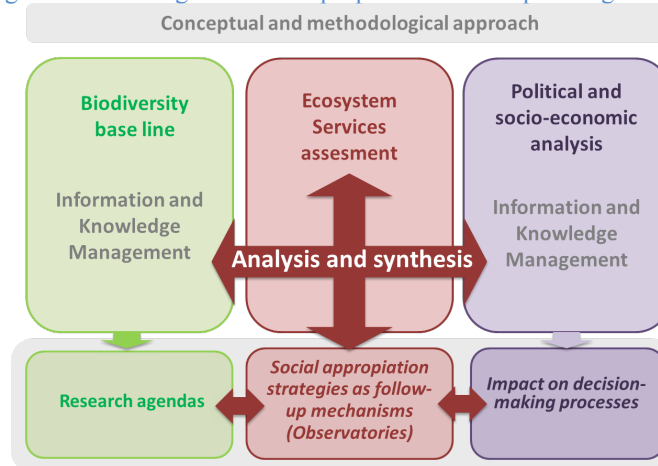 Conceptual and methodological approach
Biodiversity
base line
Information and
Knowledge
Management
Ecosystem
Services
assesment
Political and
socio-economic
analysis
Information and
Knowledge
Management
Analysis and synthesis
Research agendas
Social appropiation
strategies as follow-
up mechanisms
(Observatories)
Impact on decision-
making processes